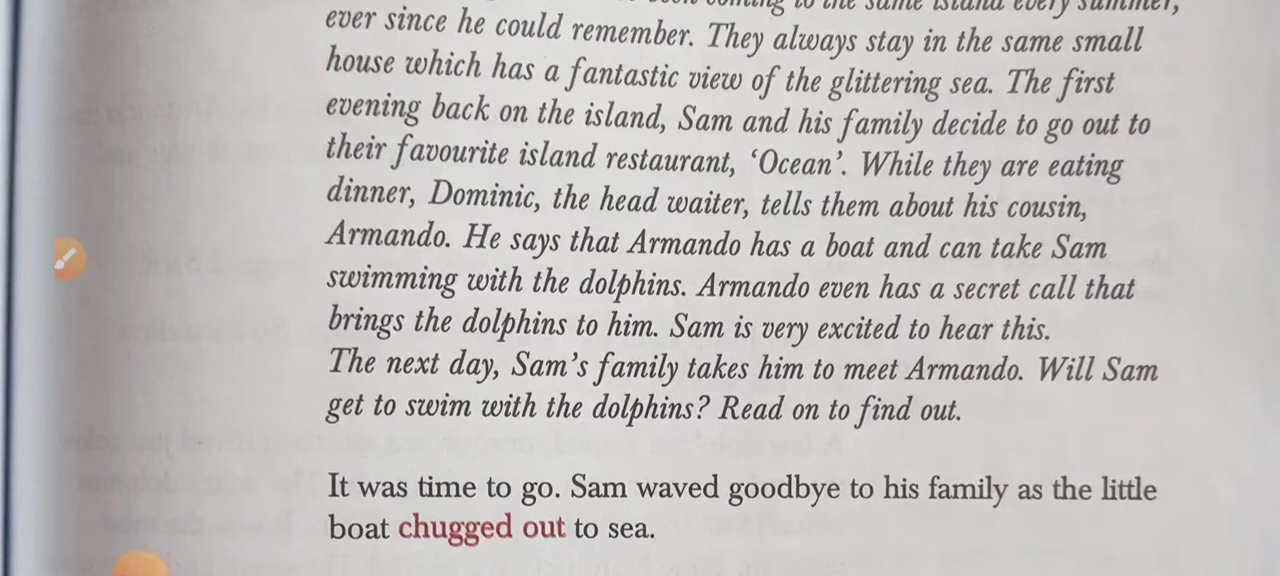 to the same island every summer,
ever since he could remember. They always stay in the same small
house which has a fantastic view of the glittering sea. The first
evening back on the island, Sam and his family decide to go out to
their favourite island restaurant, ‘Ocean’. While they are eating
dinner, Dominic, the head waiter, tells them about his cousin,
Armando. He says that Armando has a boat and can take Sam
swimming with the dolphins. Armando even has a secret call that
brings the dolphins to him. Sam is very excited to hear this.
The next day, Sam’s family takes him to meet Armando. Will Sam
get to swim with the dolphins? Read on to find out.
It was time to go. Sam waved goodbye to his family as the little
boat chugged out to sea.